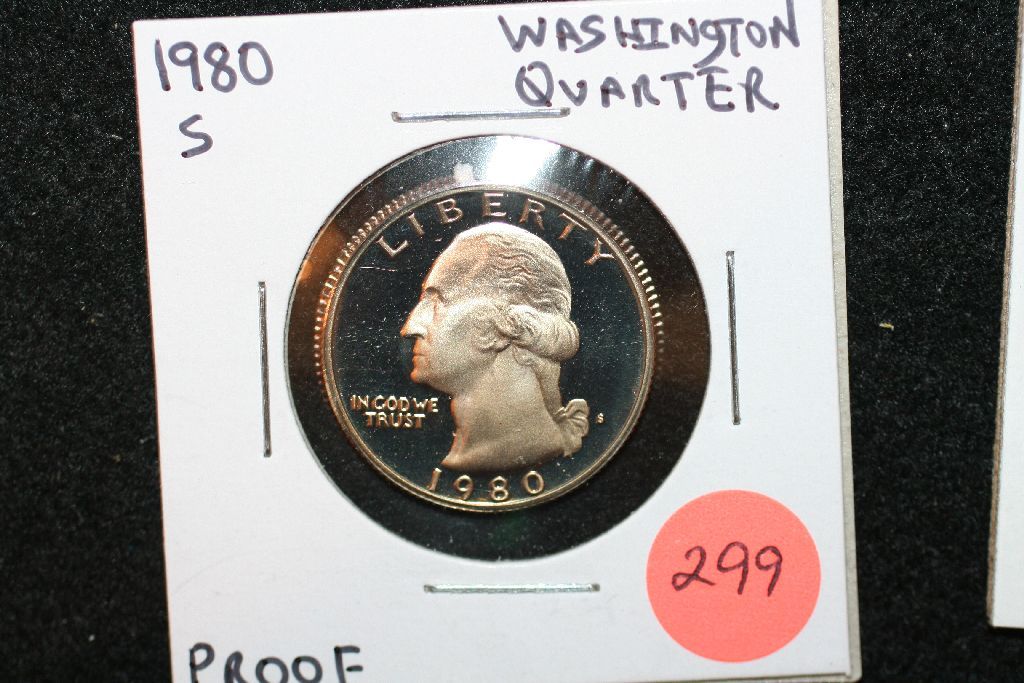 1980
S
WASHINGTON
QUARTER
LIBERTY
IN GOD WE
TRUST
S
1980
299
PROOF